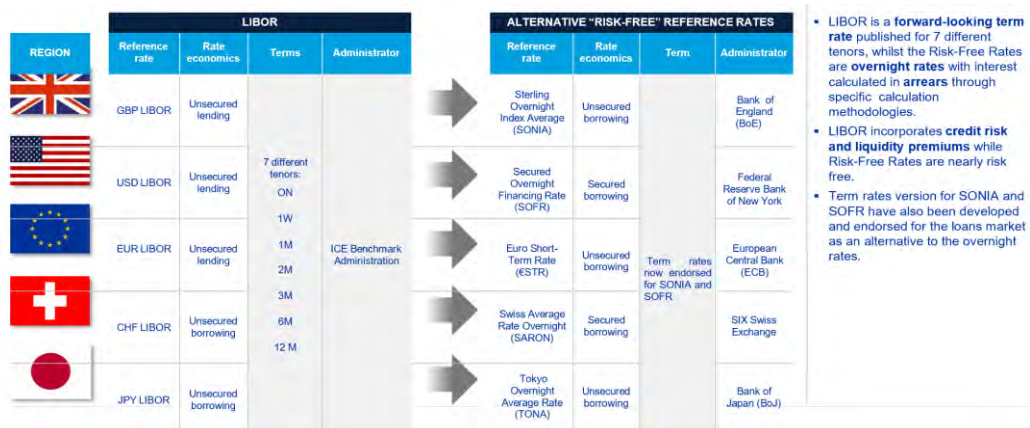 LIBOR
ALTERNATIVE "RISK-FREE" REFERENCE RATES
REGION
Reference
rate
Rate
economics
Terms
Administrator
Reference
rate
Rate
economics
Term
Administrator
GBP LIBOR
Unsecured
lending
Sterling
Overnight
Index Average
(SONIA)
Unsecured
borrowing
Bank of
England
(BoE)
USD LIBOR
Unsecured
lending
Secured
Overnight
Financing Rate
(SOFR)
Secured
borrowing
Federal
Reserve Bank
of New York
EUR LIBOR
Unsecured
lending
Euro Short-
Term Rate
(€STR)
Unsecured
borrowing
European
Central Bank
(ECB)
CHF LIBOR
Unsecured
borrowing
Swiss Average
Rate Overnight
(SARON)
Secured
borrowing
SIX Swiss
Exchange
JPY LIBOR
Unsecured
borrowing
Tokyo
Overnight
Average Rate
(TONA)
Unsecured
borrowing
Bank of
Japan (BoJ)
7 different
tenors:
ON
1W
1M
2M
3M
6M
12 M
ICE Benchmark
Administration
Term rates
now endorsed
for SONIA and
SOFR
▪ LIBOR is a forward-looking term
rate published for 7 different
tenors, whilst the Risk-Free Rates
are overnight rates with interest
calculated in arrears through
specific calculation
methodologies.
▪ LIBOR incorporates credit risk
and liquidity premiums while
Risk-Free Rates are nearly risk
free.
▪ Term rates version for SONIA and
SOFR have also been developed
and endorsed for the loans market
as an alternative to the overnight
rates.